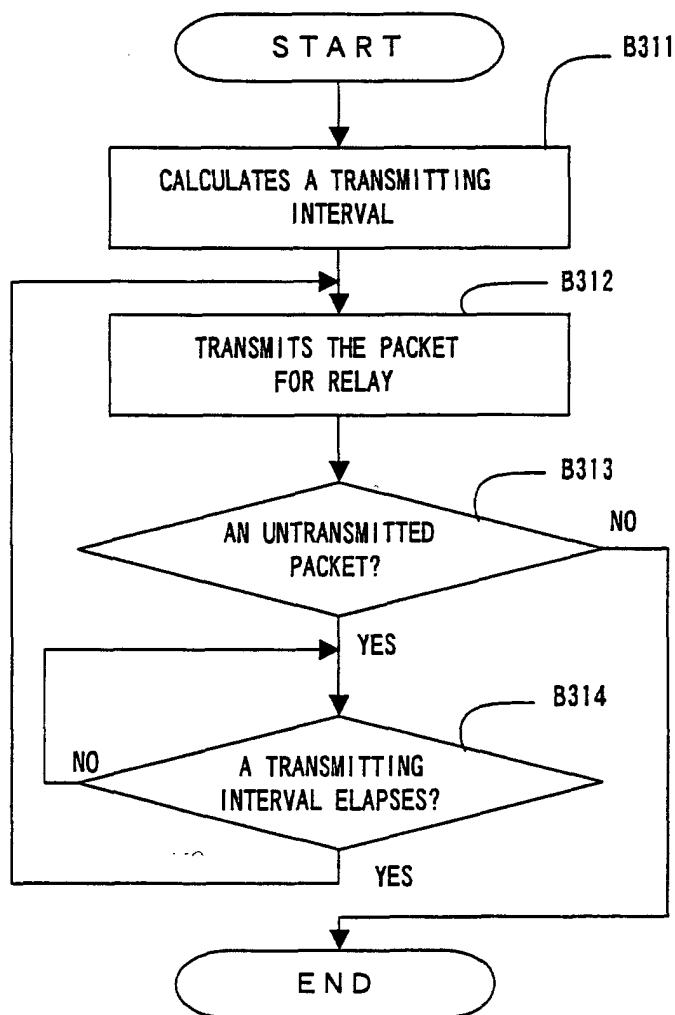 START
B311
CALCULATES A TRANSMITTING
INTERVAL
B312
TRANSMITS THE PACKET
FOR RELAY
B313
AN UNTRANSMITTED
PACKET?
NO
YES
B314
NO
A TRANSMITTING
INTERVAL ELAPSES?
YES
END